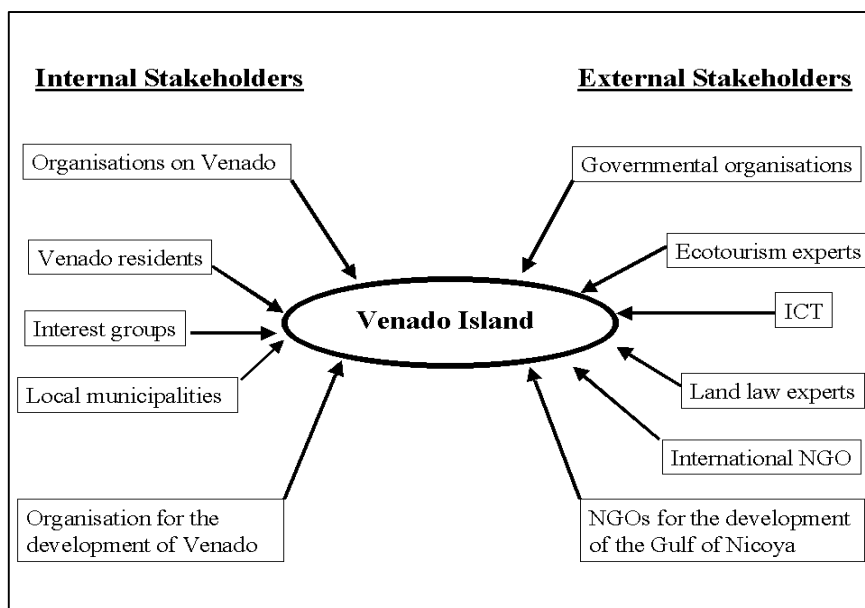 Internal Stakeholders
External Stakeholders
Organisations on Venado
Governmental organisations
Venado residents
Ecotourism experts
Interest groups
Venado Island
ICT
Local municipalities
Land law experts
International NGO
Organisation for the
development of Venado
NGOs for the development
of the Gulf of Nicoya